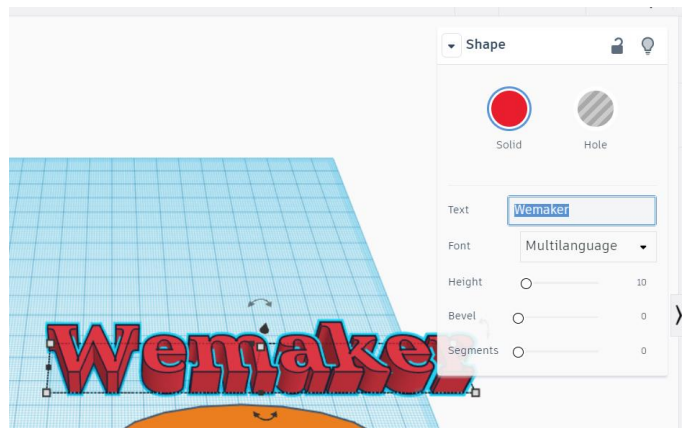 Shape
Solid Hole
Text Wemaker
Font Multilanguage
Height 10
Bevel 0
Segments 0
Wemaker